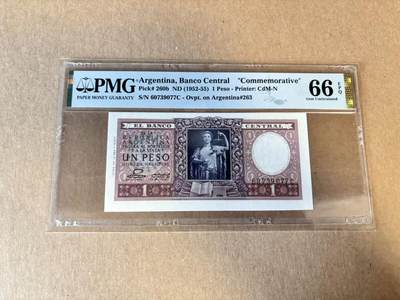 PMG
PAPER MONEY GUARANTY
Argentina, Banco Central "Commemorative"
Pick# 260b ND (1952-55) 1 Peso - Printer: CdM-N
S/N 60739077C - Ovpt. on Argentina#263
66 EPQ
Gem Uncirculated
EL BANCO CENTRAL
UN PESO
1
1